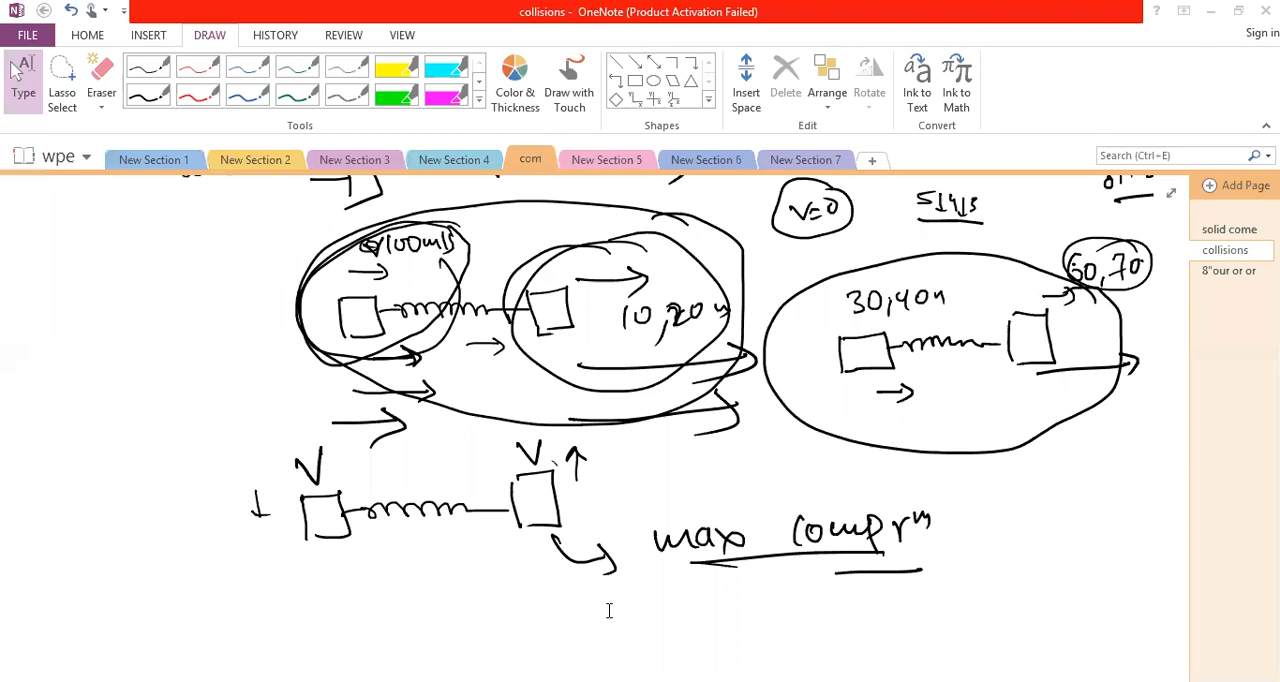 collisions - OneNote (Product Activation Failed)
FILE HOME INSERT DRAW HISTORY REVIEW VIEW Sign in
Type Lasso Select Eraser Color & Thickness Draw with Touch Insert Space Delete Arrange Rotate Ink to Text Ink to Math
Tools Shapes Edit Convert
wpe New Section 1 New Section 2 New Section 3 New Section 4 com New Section 5 New Section 6 New Section 7 Search (Ctrl+E)
Add Page
solid come
collisions
8"our or or
v=0
100m/s
10, 20
30, 40
70
V V
max comprⁿ